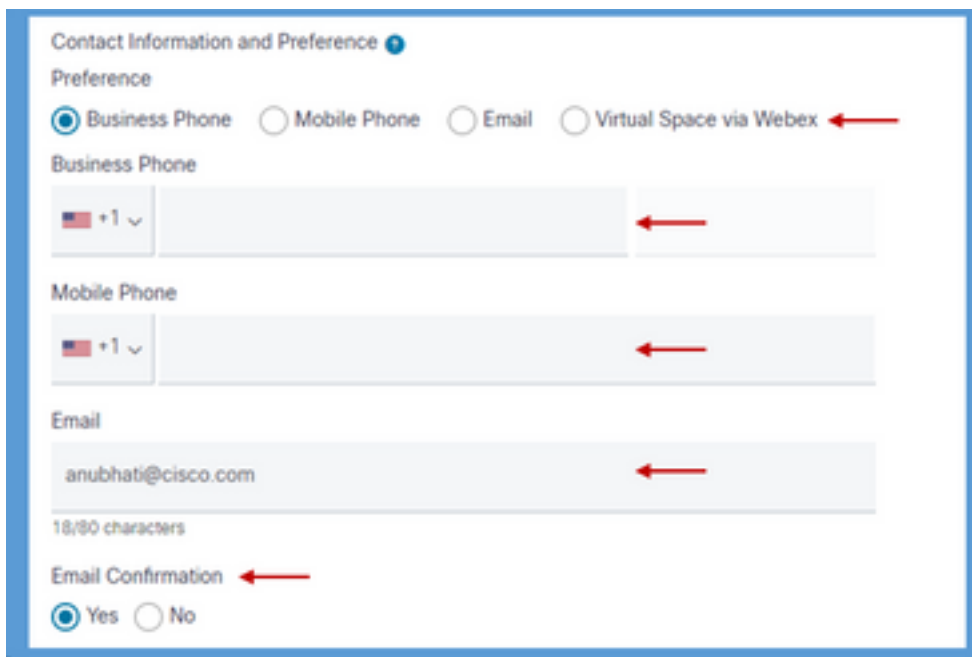 Contact Information and Preference ?
Preference
Business Phone Mobile Phone Email Virtual Space via Webex
Business Phone
+1
Mobile Phone
+1
Email
anubhati@cisco.com
18/80 characters
Email Confirmation
Yes No